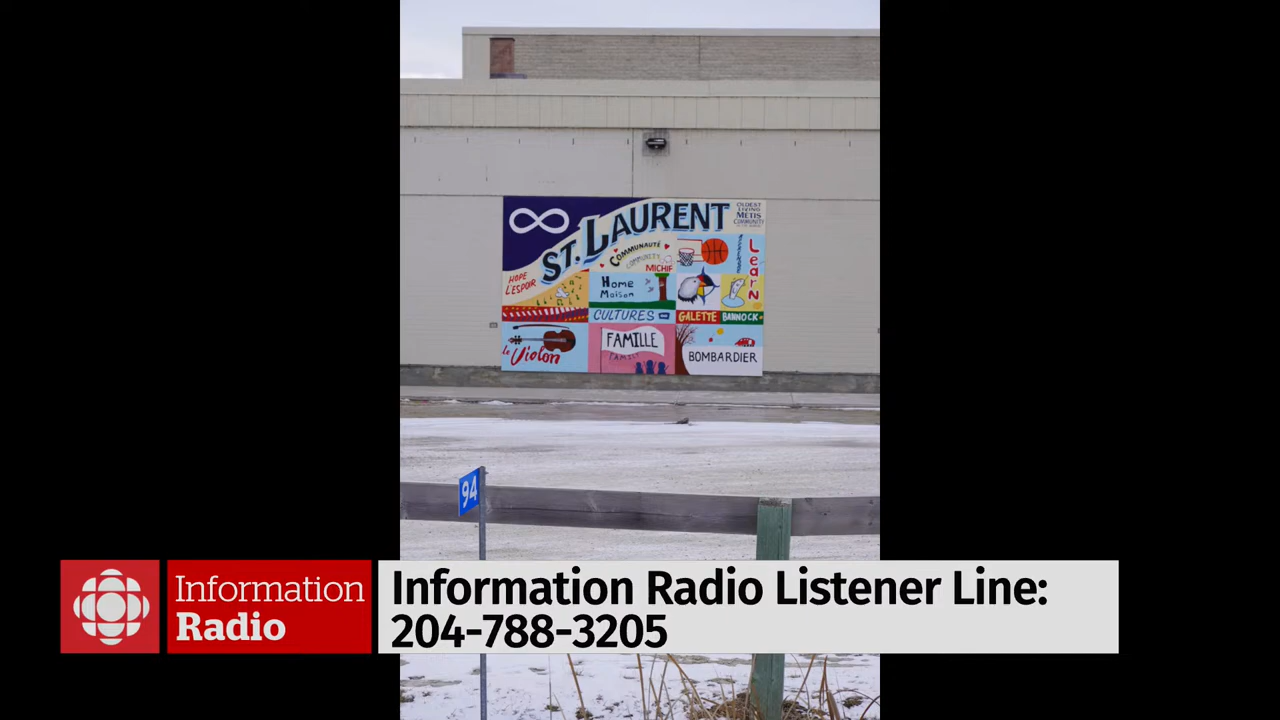 ST. LAURENT
OLDEST
LIVING
MÉTIS
COMMUNITY
COMMUNAUTÉ
COMMUNITY
MICHIF
Learn
HOPE
L'ESPOIR
Home
Maison
CULTURES
GALETTE BANNOCK
Le Violon
FAMILLE
FAMILY
BOMBARDIER
94
Information
Radio
Information Radio Listener Line:
204-788-3205